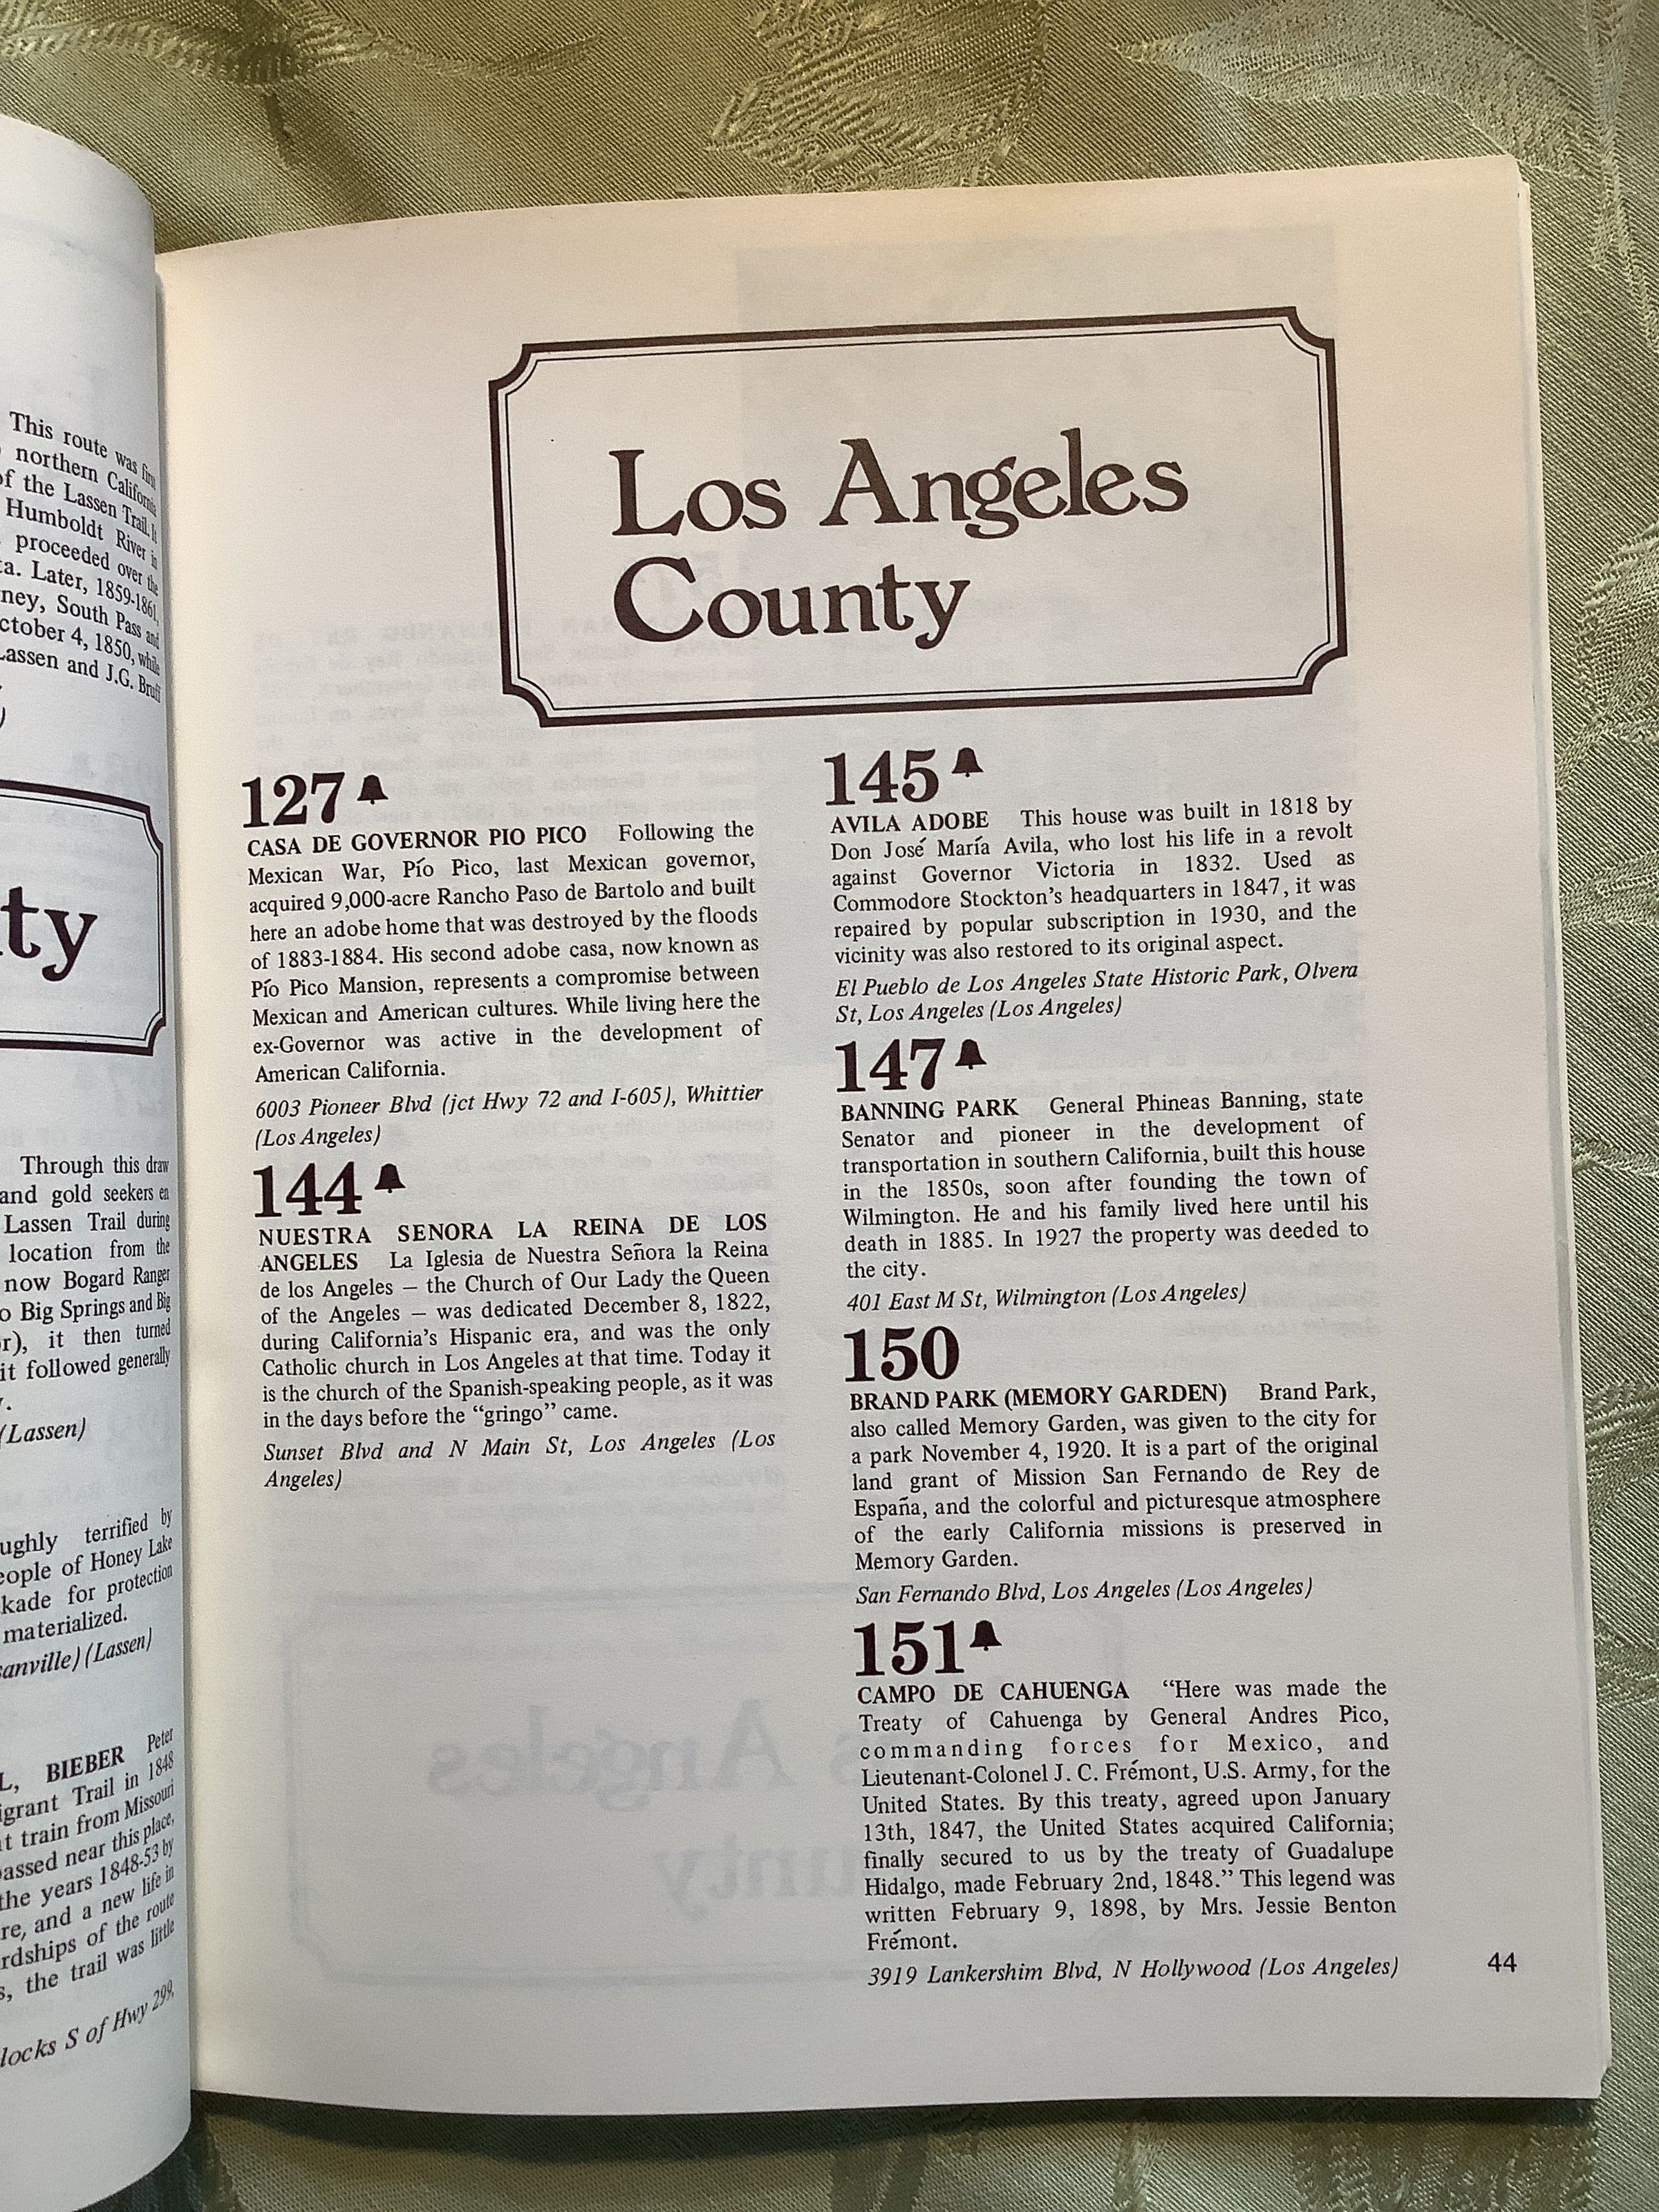 This route was first
northern California
of the Lassen Trail. It
Humboldt River in
proceeded over the
ta. Later, 1859-1861,
ney, South Pass and
ctober 4, 1850, while
Lassen and J.G. Bruff
)
ty
Through this draw
and gold seekers en
Lassen Trail during
location from the
now Bogard Ranger
o Big Springs and Big
r), it then turned
it followed generally
.
(Lassen)
ughly terrified by
eople of Honey Lake
kade for protection
materialized.
sanville) (Lassen)
L, BIEBER Peter
igrant Trail in 1848
t train from Missouri
passed near this place,
the years 1848-53 by
re, and a new life in
rdships of the route
s, the trail was little
locks S of Hwy 299,
Los Angeles
County
127
CASA DE GOVERNOR PIO PICO Following the
Mexican War, Pío Pico, last Mexican governor,
acquired 9,000-acre Rancho Paso de Bartolo and built
here an adobe home that was destroyed by the floods
of 1883-1884. His second adobe casa, now known as
Pío Pico Mansion, represents a compromise between
Mexican and American cultures. While living here the
ex-Governor was active in the development of
American California.
6003 Pioneer Blvd (jct Hwy 72 and I-605), Whittier
(Los Angeles)
144
NUESTRA SENORA LA REINA DE LOS
ANGELES La Iglesia de Nuestra Señora la Reina
de los Angeles — the Church of Our Lady the Queen
of the Angeles — was dedicated December 8, 1822,
during California's Hispanic era, and was the only
Catholic church in Los Angeles at that time. Today it
is the church of the Spanish-speaking people, as it was
in the days before the “gringo” came.
Sunset Blvd and N Main St, Los Angeles (Los
Angeles)
145
AVILA ADOBE This house was built in 1818 by
Don José María Avila, who lost his life in a revolt
against Governor Victoria in 1832. Used as
Commodore Stockton's headquarters in 1847, it was
repaired by popular subscription in 1930, and the
vicinity was also restored to its original aspect.
El Pueblo de Los Angeles State Historic Park, Olvera
St, Los Angeles (Los Angeles)
147
BANNING PARK General Phineas Banning, state
Senator and pioneer in the development of
transportation in southern California, built this house
in the 1850s, soon after founding the town of
Wilmington. He and his family lived here until his
death in 1885. In 1927 the property was deeded to
the city.
401 East M St, Wilmington (Los Angeles)
150
BRAND PARK (MEMORY GARDEN) Brand Park,
also called Memory Garden, was given to the city for
a park November 4, 1920. It is a part of the original
land grant of Mission San Fernando de Rey de
España, and the colorful and picturesque atmosphere
of the early California missions is preserved in
Memory Garden.
San Fernando Blvd, Los Angeles (Los Angeles)
151
CAMPO DE CAHUENGA “Here was made the
Treaty of Cahuenga by General Andres Pico,
commanding forces for Mexico, and
Lieutenant-Colonel J. C. Frémont, U.S. Army, for the
United States. By this treaty, agreed upon January
13th, 1847, the United States acquired California;
finally secured to us by the treaty of Guadalupe
Hidalgo, made February 2nd, 1848.” This legend was
written February 9, 1898, by Mrs. Jessie Benton
Frémont.
3919 Lankershim Blvd, N Hollywood (Los Angeles)
44